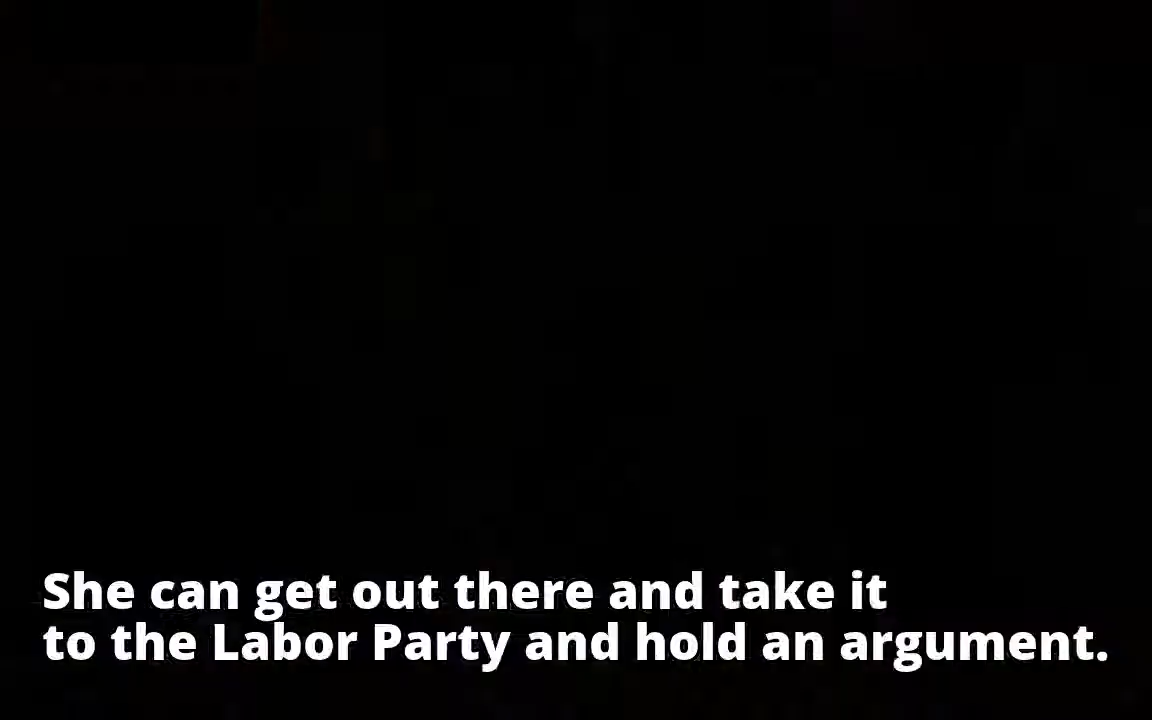 She can get out there and take it
to the Labor Party and hold an argument.